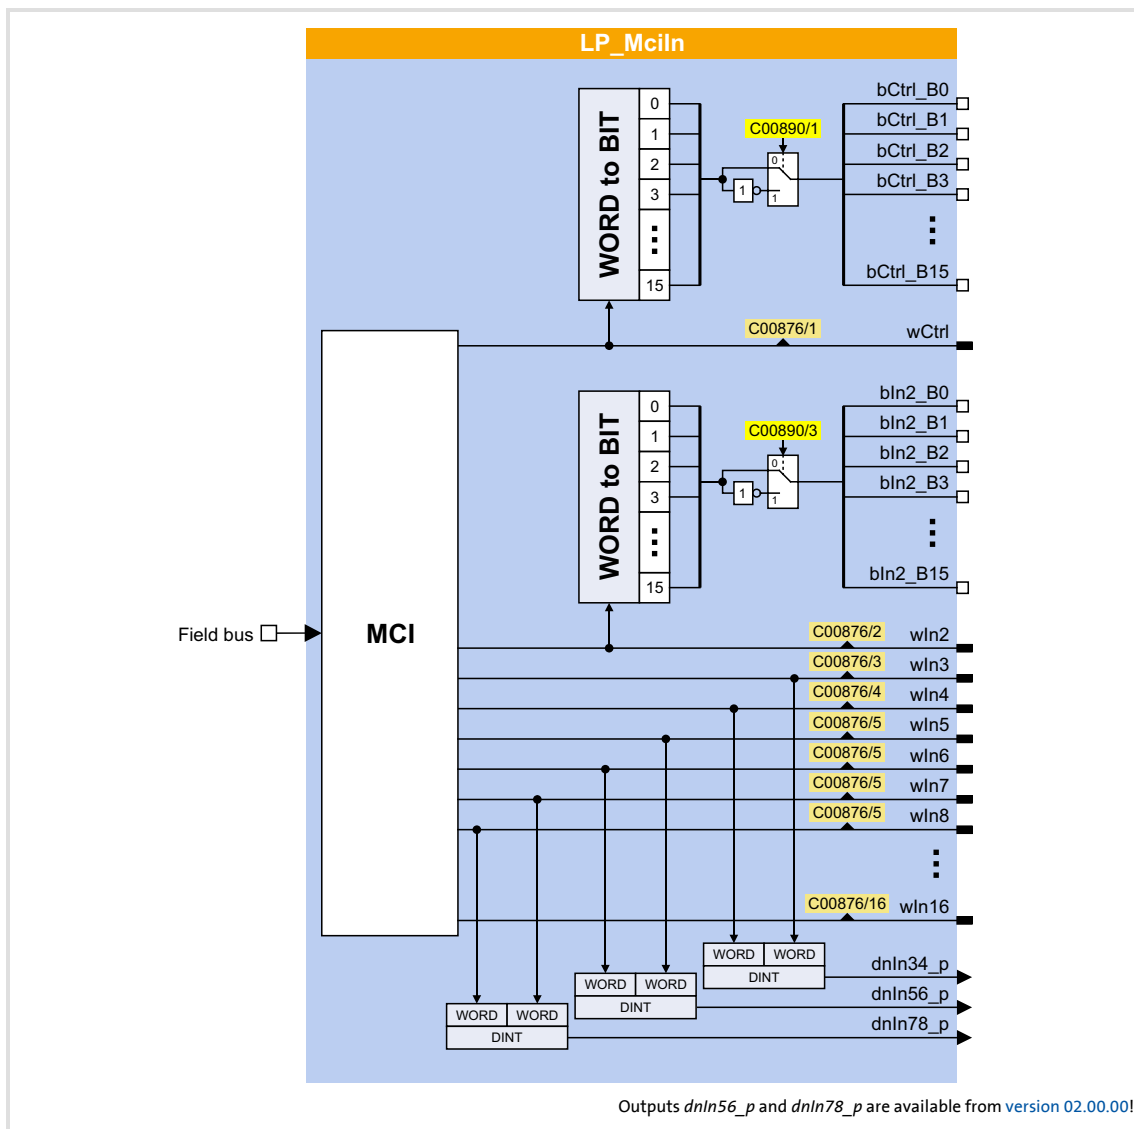 LP_MciIn
WORD to BIT
0
1
2
3
15
C00890/1
0
1
1
bCtrl_B0
bCtrl_B1
bCtrl_B2
bCtrl_B3
bCtrl_B15
C00876/1
wCtrl
WORD to BIT
0
1
2
3
15
C00890/3
0
1
1
bIn2_B0
bIn2_B1
bIn2_B2
bIn2_B3
bIn2_B15
Field bus
MCI
C00876/2 wIn2
C00876/3 wIn3
C00876/4 wIn4
C00876/5 wIn5
C00876/5 wIn6
C00876/5 wIn7
C00876/5 wIn8
C00876/16 wIn16
WORD WORD
DINT
dnIn34_p
WORD WORD
DINT
dnIn56_p
WORD WORD
DINT
dnIn78_p
Outputs dnIn56_p and dnIn78_p are available from version 02.00.00!